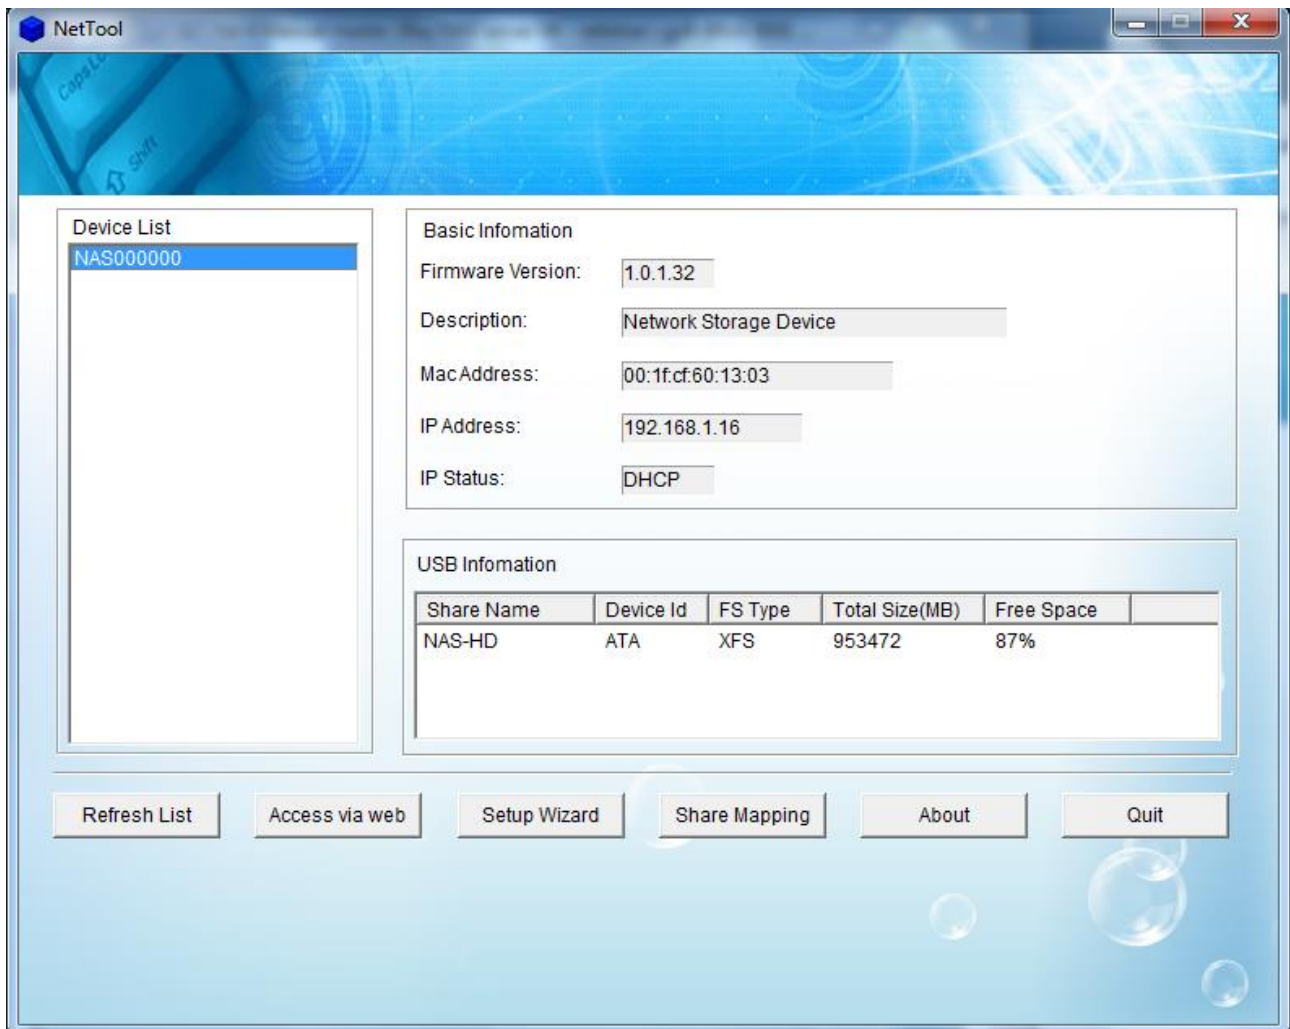 NetTool
Caps Lo
Shift
Device List
NAS000000
Basic Infomation
Firmware Version: 1.0.1.32
Description: Network Storage Device
Mac Address: 00:1f:cf:60:13:03
IP Address: 192.168.1.16
IP Status: DHCP
USB Infomation
Share Name Device Id FS Type Total Size(MB) Free Space
NAS-HD ATA XFS 953472 87%
Refresh List Access via web Setup Wizard Share Mapping About Quit